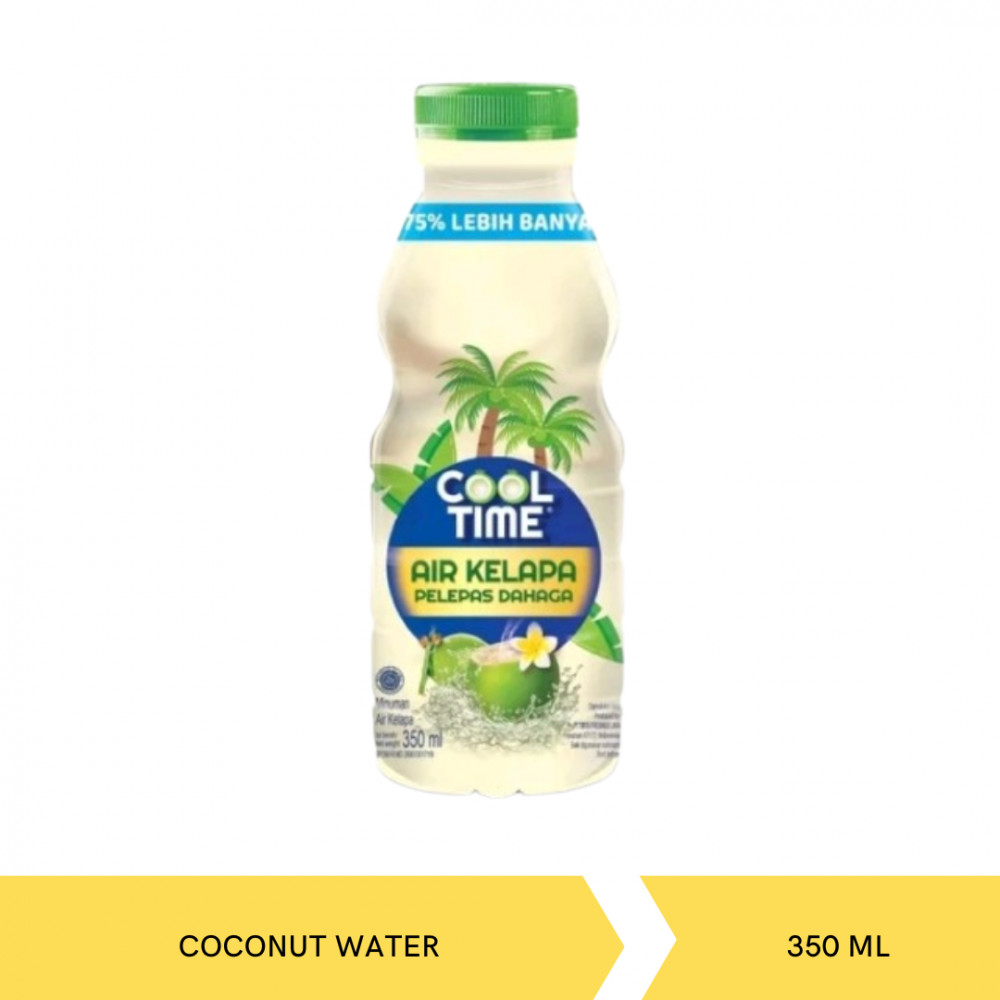 75% LEBIH BANYA
COOL
TIME
AIR KELAPA
PELEPAS DAHAGA
Minuman
Air Kelapa
350 ml
COCONUT WATER
350 ML